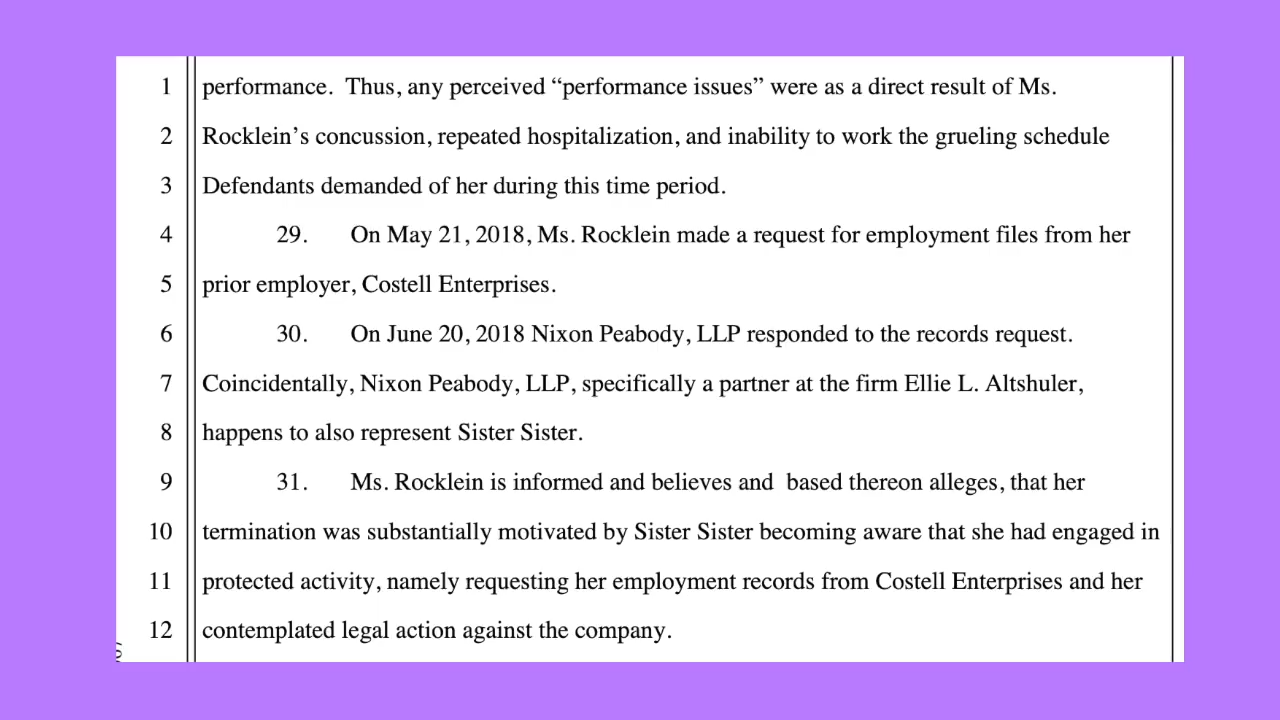 1 performance.  Thus, any perceived “performance issues” were as a direct result of Ms.
2 Rocklein’s concussion, repeated hospitalization, and inability to work the grueling schedule
3 Defendants demanded of her during this time period.
4 29. On May 21, 2018, Ms. Rocklein made a request for employment files from her
5 prior employer, Costell Enterprises.
6 30. On June 20, 2018 Nixon Peabody, LLP responded to the records request.
7 Coincidentally, Nixon Peabody, LLP, specifically a partner at the firm Ellie L. Altshuler,
8 happens to also represent Sister Sister.
9 31. Ms. Rocklein is informed and believes and  based thereon alleges, that her
10 termination was substantially motivated by Sister Sister becoming aware that she had engaged in
11 protected activity, namely requesting her employment records from Costell Enterprises and her
12 contemplated legal action against the company.